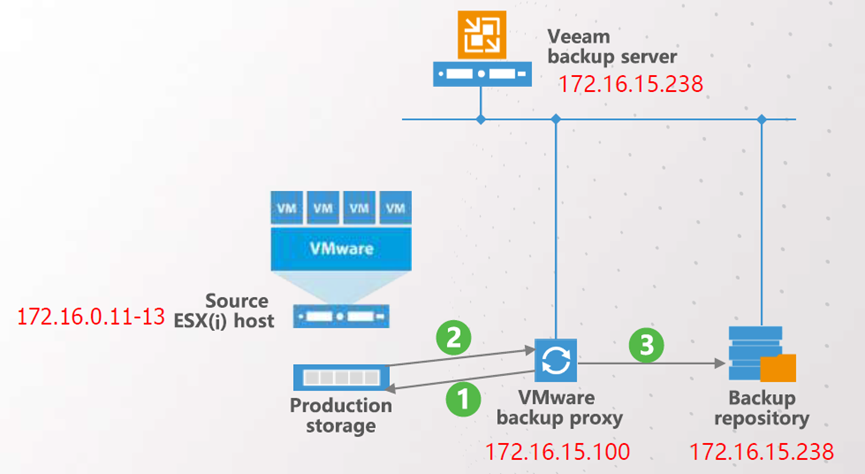 Veeam
backup server
172.16.15.238
VM VM VM VM
VMware
172.16.0.11-13
Source
ESX(i) host
2
3
1
Production
storage
VMware
backup proxy
172.16.15.100
Backup
repository
172.16.15.238